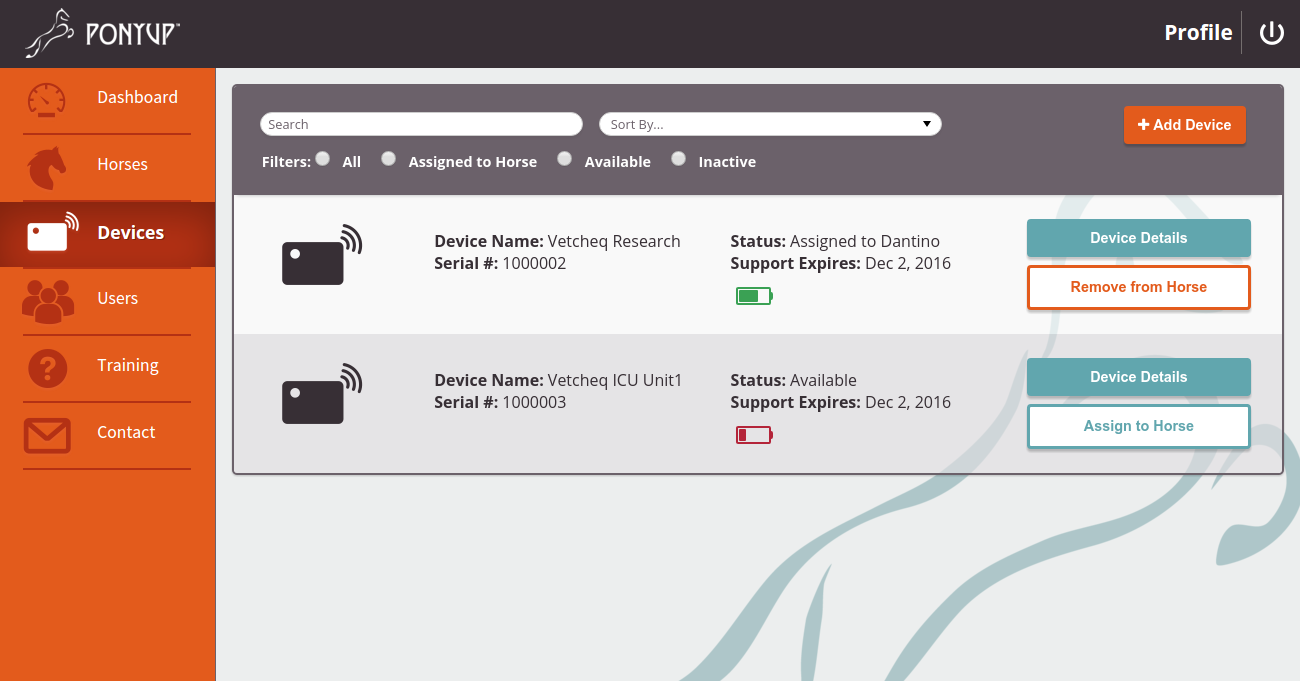 PONYUP™
Profile
Dashboard
Horses
Devices
Users
Training
Contact
Search
Sort By...
+ Add Device
Filters: All Assigned to Horse Available Inactive
Device Name: Vetcheq Research
Serial #: 1000002
Status: Assigned to Dantino
Support Expires: Dec 2, 2016
Device Details
Remove from Horse
Device Name: Vetcheq ICU Unit1
Serial #: 1000003
Status: Available
Support Expires: Dec 2, 2016
Device Details
Assign to Horse